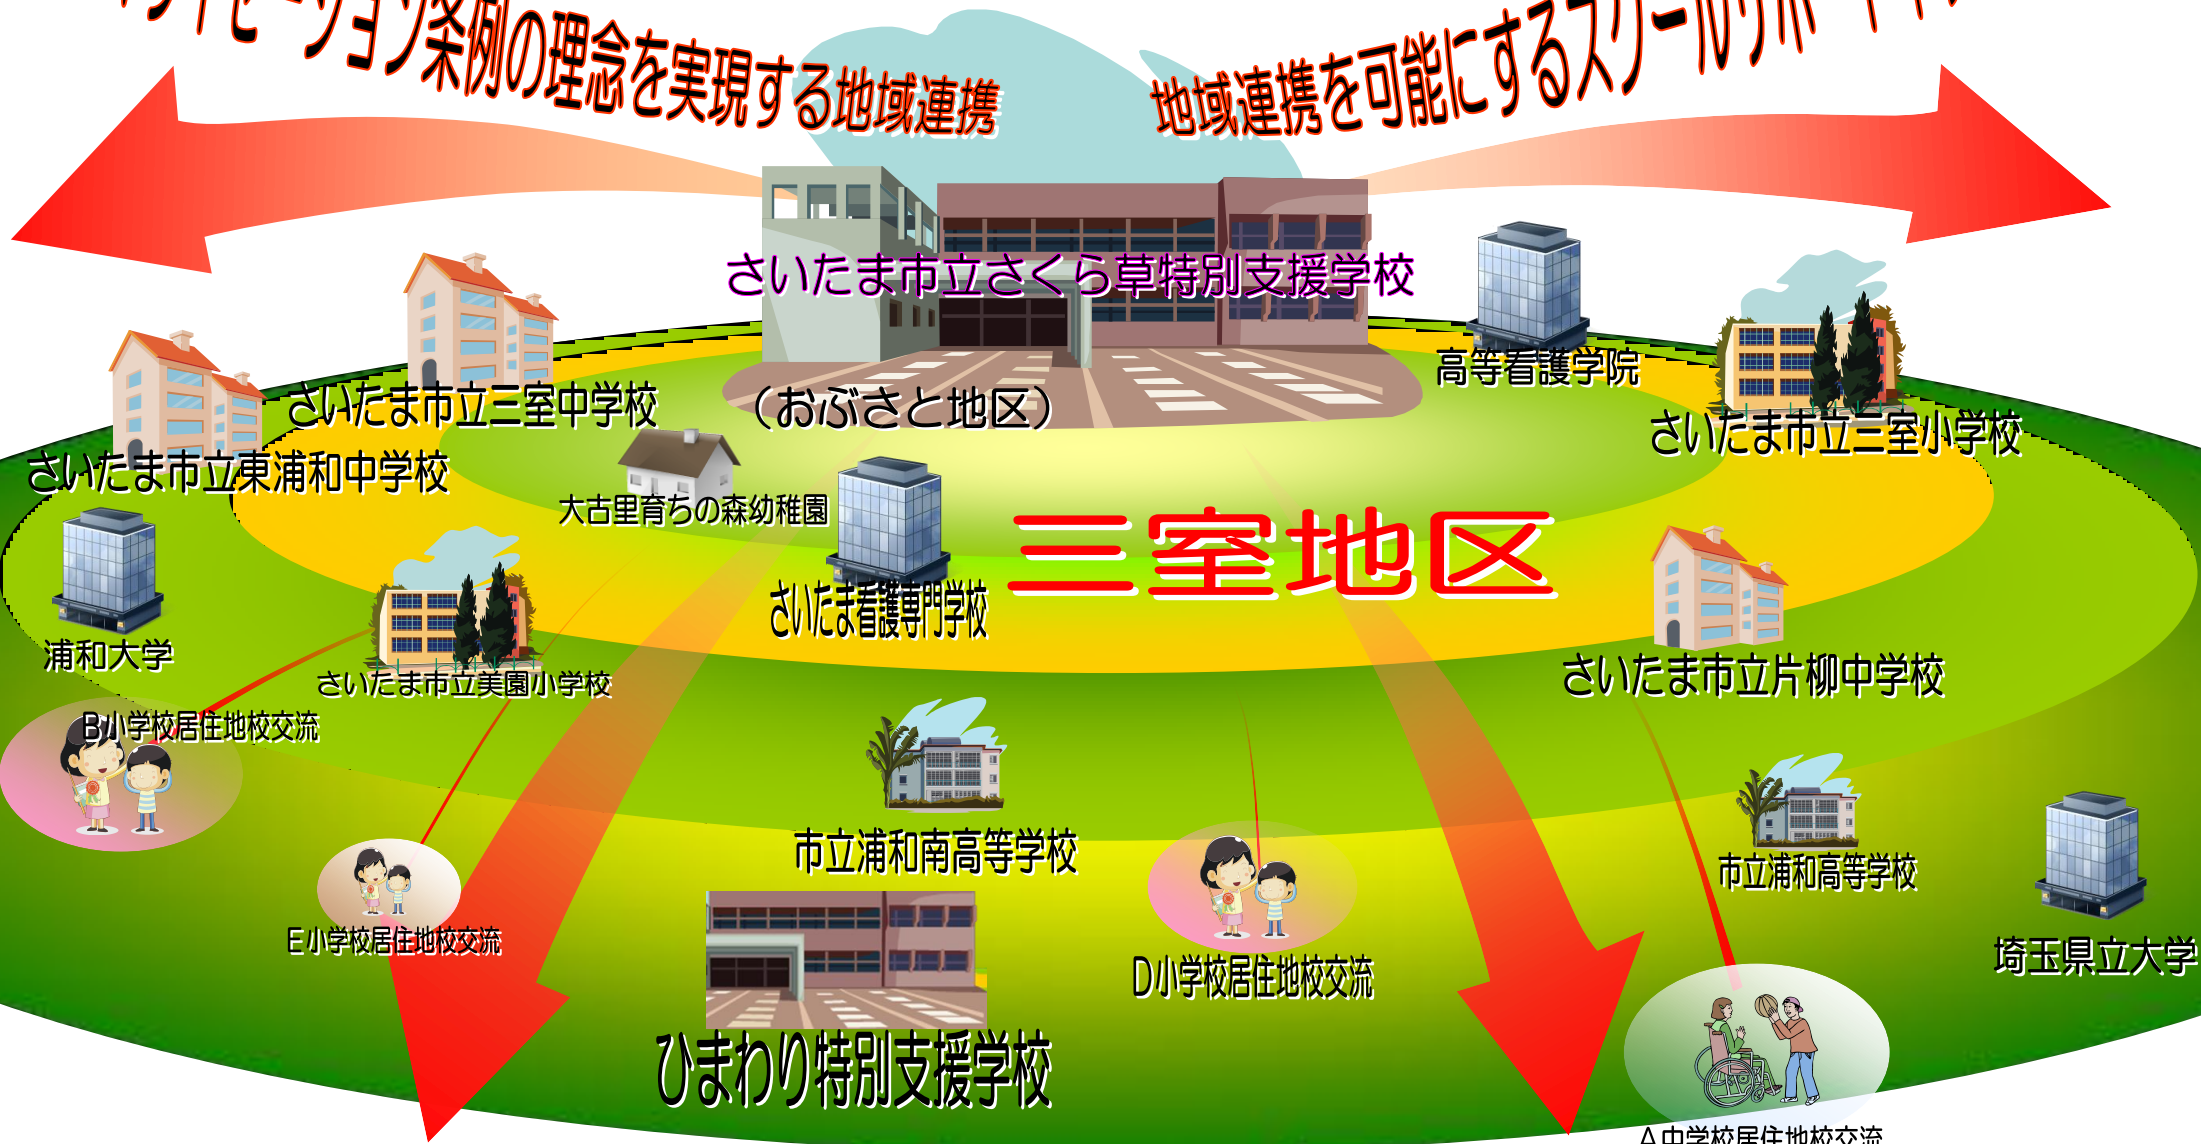 ライゼーション条例の理念を実現する地域連携
地域連携を可能にするスクールサポート
さいたま市立さくら草特別支援学校
高等看護学院
さいたま市立三室中学校
（おぶさと地区）
さいたま市立三室小学校
さいたま市立東浦和中学校
大古里育ちの森幼稚園
三室地区
さいたま看護専門学校
浦和大学
さいたま市立美園小学校
さいたま市立片柳中学校
B小学校居住地校交流
市立浦和南高等学校
市立浦和高等学校
E小学校居住地校交流
D小学校居住地校交流
埼玉県立大学
ひまわり特別支援学校
A中学校居住地校交流